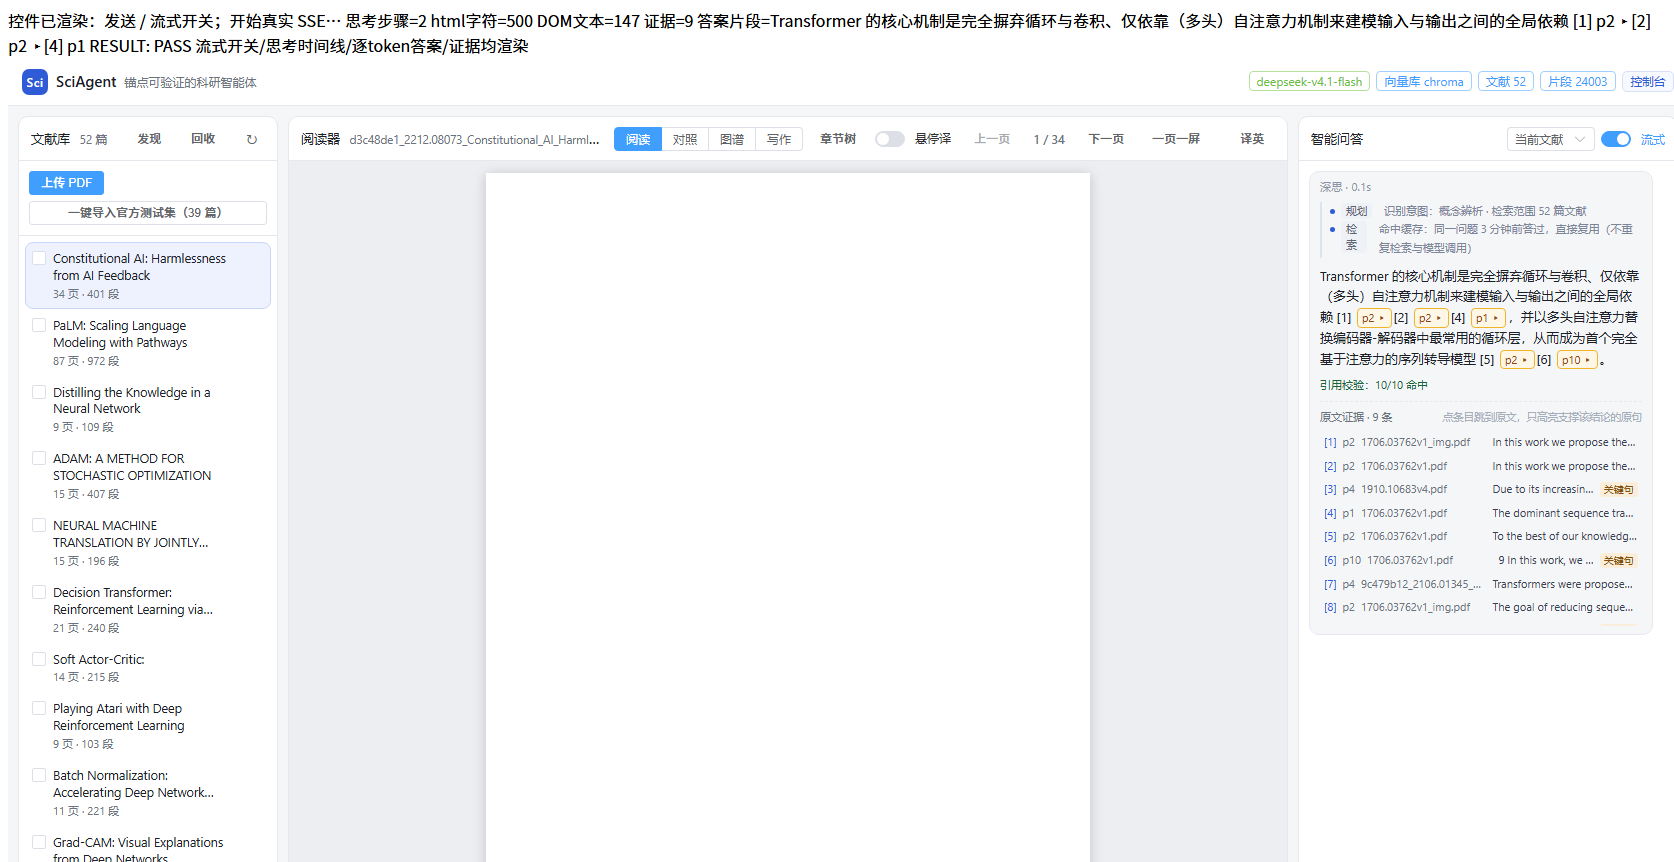 控件已渲染：发送 / 流式开关；开始真实 SSE… 思考步骤=2 html字符=500 DOM文本=147 证据=9 答案片段=Transformer 的核心机制是完全摒弃循环与卷积、仅依靠（多头）自注意力机制来建模输入与输出之间的全局依赖 [1] p2 ‣ [2]
p2 ‣ [4] p1 RESULT: PASS 流式开关/思考时间线/逐token答案/证据均渲染
Sci SciAgent 锚点可验证的科研智能体 deepseek-v4.1-flash 向量库 chroma 文献 52 片段 24003 控制台
文献库 52 篇 发现 回收 ↻
上传 PDF
一键导入官方测试集（39 篇）
Constitutional AI: Harmlessness
from AI Feedback
34 页 · 401 段
PaLM: Scaling Language
Modeling with Pathways
87 页 · 972 段
Distilling the Knowledge in a
Neural Network
9 页 · 109 段
ADAM: A METHOD FOR
STOCHASTIC OPTIMIZATION
15 页 · 407 段
NEURAL MACHINE
TRANSLATION BY JOINTLY...
15 页 · 196 段
Decision Transformer:
Reinforcement Learning via...
21 页 · 240 段
Soft Actor-Critic:
14 页 · 215 段
Playing Atari with Deep
Reinforcement Learning
9 页 · 103 段
Batch Normalization:
Accelerating Deep Network...
11 页 · 221 段
Grad-CAM: Visual Explanations
from Deep Networks
阅读器 d3c48de1_2212.08073_Constitutional_AI_Harml... 阅读 对照 图谱 写作 章节树 悬停译 上一页 1 / 34 下一页 一页一屏 译英
智能问答 当前文献 流式
深思 · 0.1s
规划 识别意图：概念辨析 · 检索范围 52 篇文献
检索 命中缓存：同一问题 3 分钟前答过，直接复用（不重
复检索与模型调用）
Transformer 的核心机制是完全摒弃循环与卷积、仅依靠
（多头）自注意力机制来建模输入与输出之间的全局依
赖 [1] p2 ‣ [2] p2 ‣ [4] p1 ‣ ，并以多头自注意力替
换编码器-解码器中最常用的循环层，从而成为首个完全
基于注意力的序列转导模型 [5] p2 ‣ [6] p10 ‣ 。
引用校验：10/10 命中
原文证据 · 9 条 点条目跳到原文，只高亮支撑该结论的原句
[1] p2 1706.03762v1_img.pdf In this work we propose the...
[2] p2 1706.03762v1.pdf In this work we propose the...
[3] p4 1910.10683v4.pdf Due to its increasin... 关键句
[4] p1 1706.03762v1.pdf The dominant sequence tra...
[5] p2 1706.03762v1.pdf To the best of our knowledg...
[6] p10 1706.03762v1.pdf 9 In this work, we ... 关键句
[7] p4 9c479b12_2106.01345_... Transformers were propose...
[8] p2 1706.03762v1_img.pdf The goal of reducing seque...